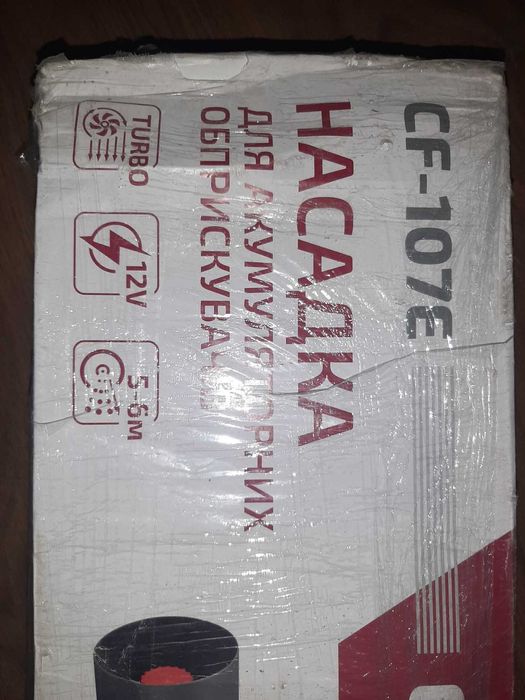 CF-107E
НАСАДКА
ДЛЯ АКУМУЛЯТОРНИХ
ОБПРИСКУВАЧІВ
TURBO
12V
5-6м